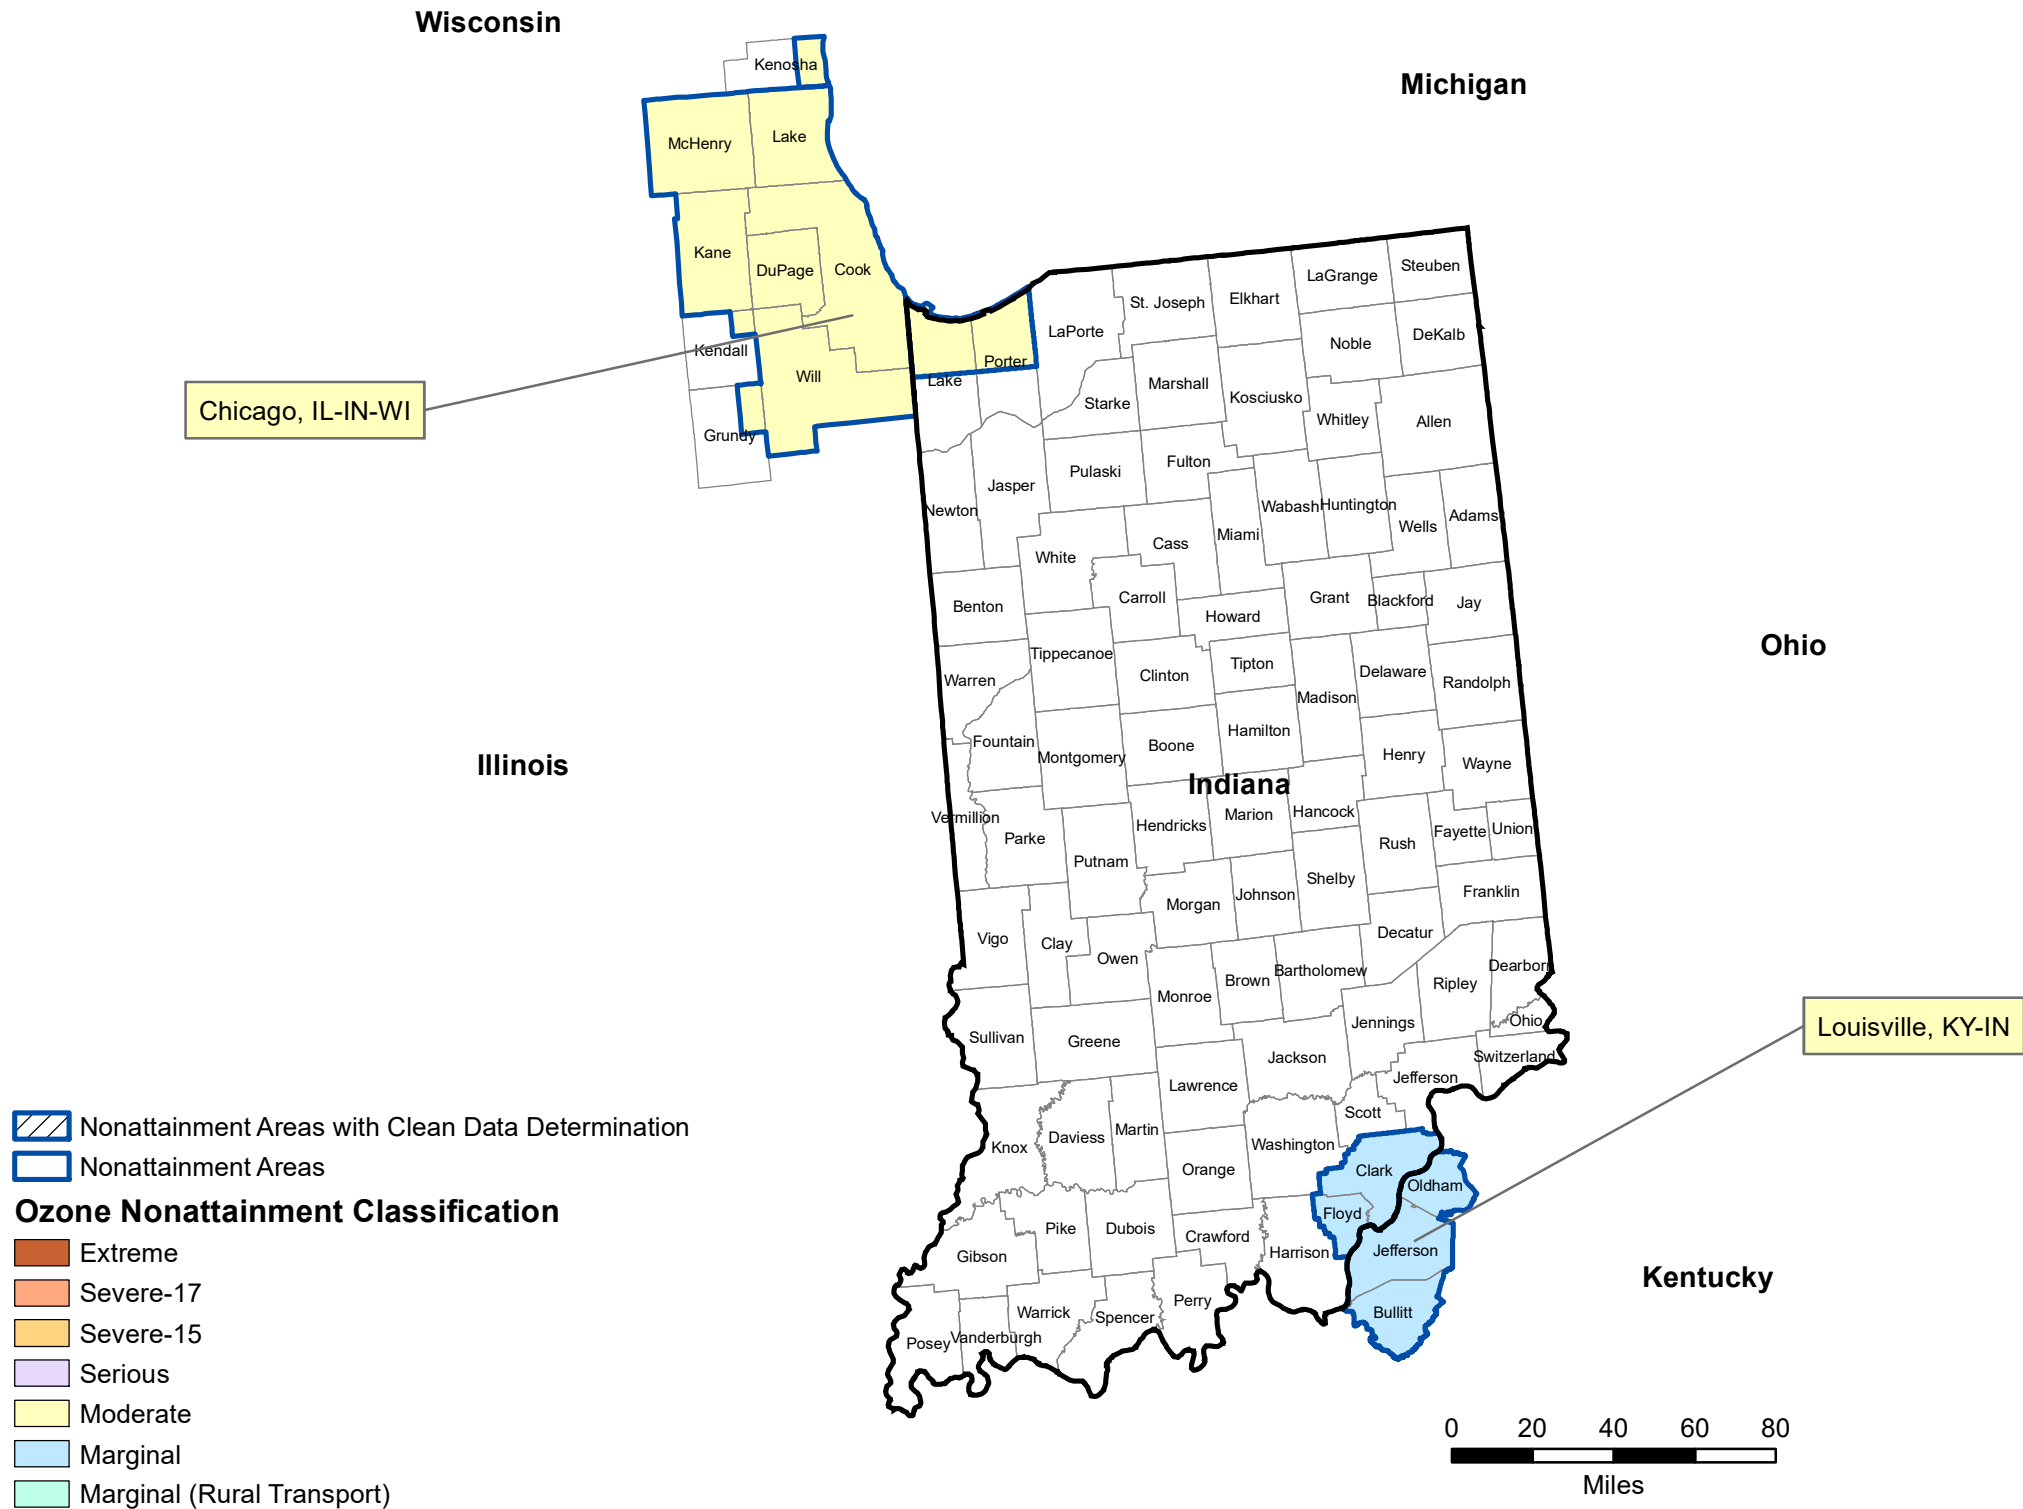 Wisconsin
Michigan
Kenosha
McHenry
Lake
Kane
DuPage
Cook
Kendall
Will
Grundy
Chicago, IL-IN-WI
Lake
Porter
LaPorte
St. Joseph
Elkhart
LaGrange
Steuben
Noble
DeKalb
Starke
Marshall
Kosciusko
Whitley
Allen
Newton
Jasper
Pulaski
Fulton
Wabash
Huntington
Wells
Adams
White
Cass
Miami
Benton
Carroll
Howard
Grant
Blackford
Jay
Ohio
Warren
Tippecanoe
Clinton
Tipton
Madison
Delaware
Randolph
Illinois
Fountain
Montgomery
Boone
Hamilton
Henry
Wayne
Indiana
Vermillion
Parke
Putnam
Hendricks
Marion
Hancock
Rush
Fayette
Union
Vigo
Clay
Owen
Morgan
Johnson
Shelby
Decatur
Franklin
Sullivan
Greene
Monroe
Brown
Bartholomew
Jennings
Ripley
Dearborn
Ohio
Switzerland
Louisville, KY-IN
Lawrence
Jackson
Jefferson
Scott
Knox
Daviess
Martin
Orange
Washington
Clark
Oldham
Floyd
Gibson
Pike
Dubois
Crawford
Harrison
Jefferson
Bullitt
Kentucky
Posey
Vanderburgh
Warrick
Spencer
Perry
Nonattainment Areas with Clean Data Determination
Nonattainment Areas
Ozone Nonattainment Classification
Extreme
Severe-17
Severe-15
Serious
Moderate
Marginal
Marginal (Rural Transport)
0 20 40 60 80
Miles